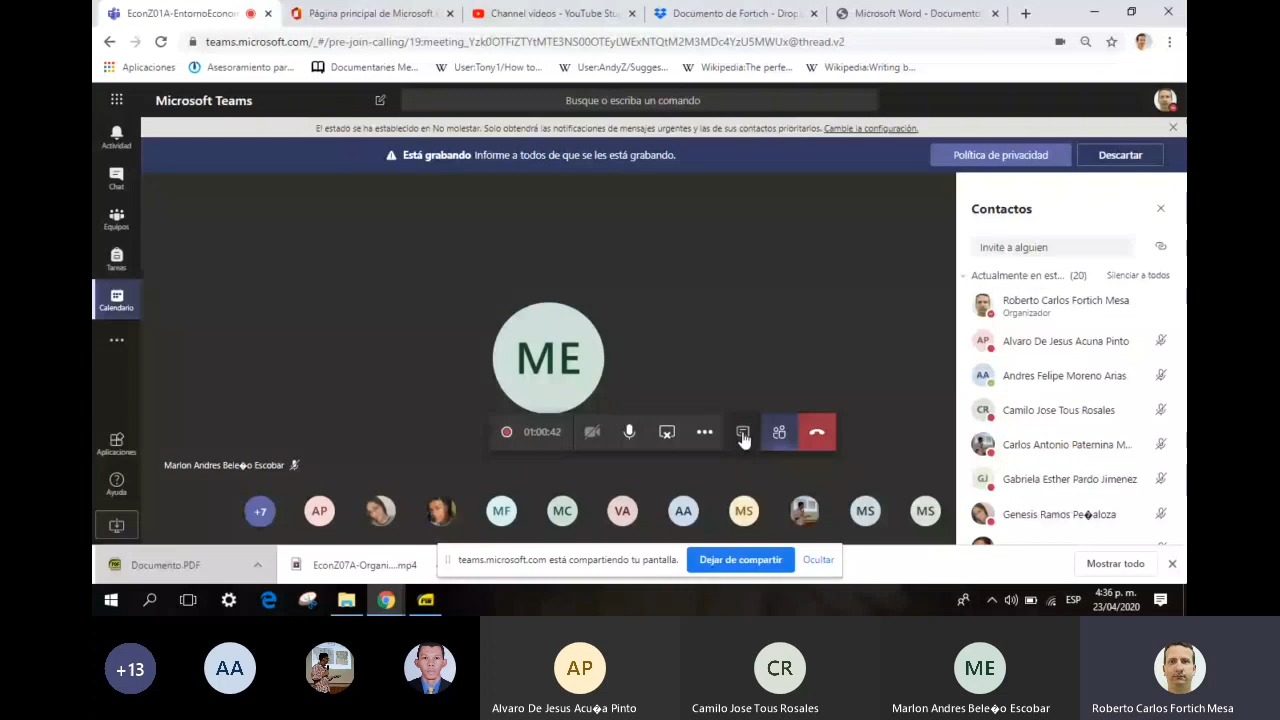 EconZ01A-EntornoEconom
Página principal de Microsoft
Channel videos - YouTube Stu
Documento de Fortich - Drop
Microsoft Word - Documento
teams.microsoft.com/_#/pre-join-calling/19:meeting_Yzk0OTFiZTYtMTE3NS00OTEyLWExNTQtM2M3MDc4YzU5MWUx@thread.v2
Aplicaciones
Asesoramiento par...
Documentaries Me...
User:Tony1/How to...
User:AndyZ/Sugges...
Wikipedia:The perfe...
Wikipedia:Writing b...
Microsoft Teams
Busque o escriba un comando
El estado se ha establecido en No molestar. Solo obtendrá las notificaciones de mensajes urgentes y las de sus contactos prioritarios. Cambie la configuración.
Está grabando Informe a todos de que se les está grabando.
Política de privacidad
Descartar
Actividad
Chat
Equipos
Tareas
Calendario
Aplicaciones
Ayuda
ME
01:00:42
Marlon Andres Bele�o Escobar
+7
AP
MF
MC
VA
AA
MS
MS
MS
Contactos
Invite a alguien
Actualmente en est... (20)
Silenciar a todos
Roberto Carlos Fortich Mesa
Organizador
AP
Alvaro De Jesus Acuna Pinto
AA
Andres Felipe Moreno Arias
CR
Camilo Jose Tous Rosales
Carlos Antonio Paternina M...
GJ
Gabriela Esther Pardo Jimenez
Genesis Ramos Pe�aloza
Documento.PDF
EconZ07A-Organi....mp4
teams.microsoft.com está compartiendo tu pantalla.
Dejar de compartir
Ocultar
Mostrar todo
ESP
4:36 p. m.
23/04/2020
+13
AA
AP
CR
ME
Alvaro De Jesus Acu�a Pinto
Camilo Jose Tous Rosales
Marlon Andres Bele�o Escobar
Roberto Carlos Fortich Mesa